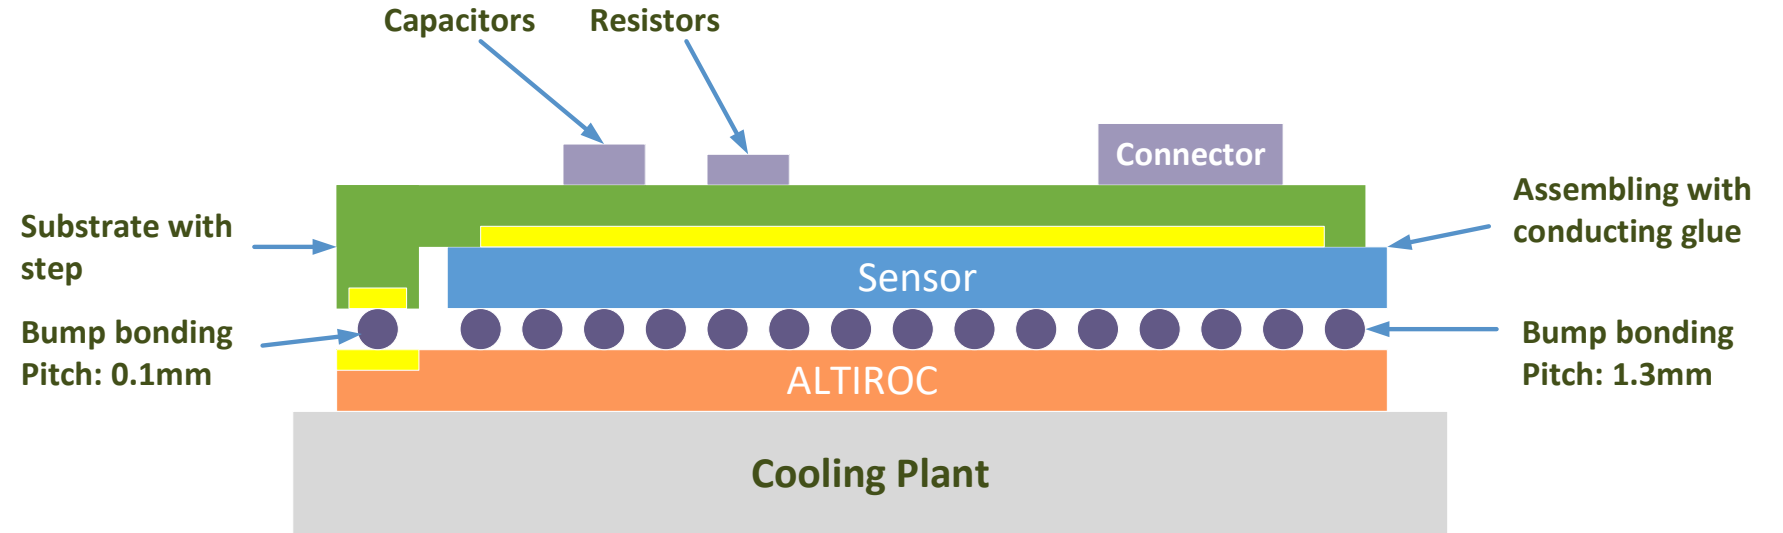 Capacitors
Resistors
Connector
Assembling with
conducting glue
Substrate with
step
Sensor
Bump bonding
Pitch: 0.1mm
Bump bonding
Pitch: 1.3mm
ALTIROC
Cooling Plant